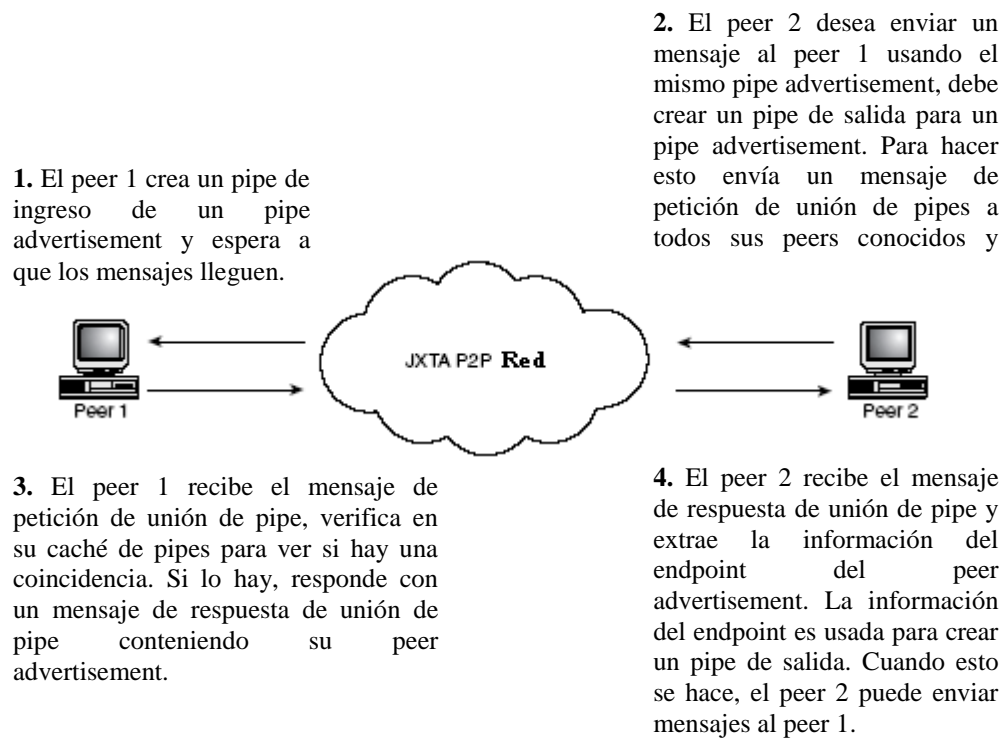 2. El peer 2 desea enviar un
mensaje al peer 1 usando el
mismo pipe advertisement, debe
crear un pipe de salida para un
pipe advertisement. Para hacer
esto envía un mensaje de
petición de unión de pipes a
todos sus peers conocidos y
1. El peer 1 crea un pipe de
ingreso de un pipe
advertisement y espera a
que los mensajes lleguen.
JXTA P2P Red
Peer 1
Peer 2
3. El peer 1 recibe el mensaje de
petición de unión de pipe, verifica en
su caché de pipes para ver si hay una
coincidencia. Si lo hay, responde con
un mensaje de respuesta de unión de
pipe conteniendo su peer
advertisement.
4. El peer 2 recibe el mensaje
de respuesta de unión de pipe y
extrae la información del
endpoint del peer
advertisement. La información
del endpoint es usada para crear
un pipe de salida. Cuando esto
se hace, el peer 2 puede enviar
mensajes al peer 1.